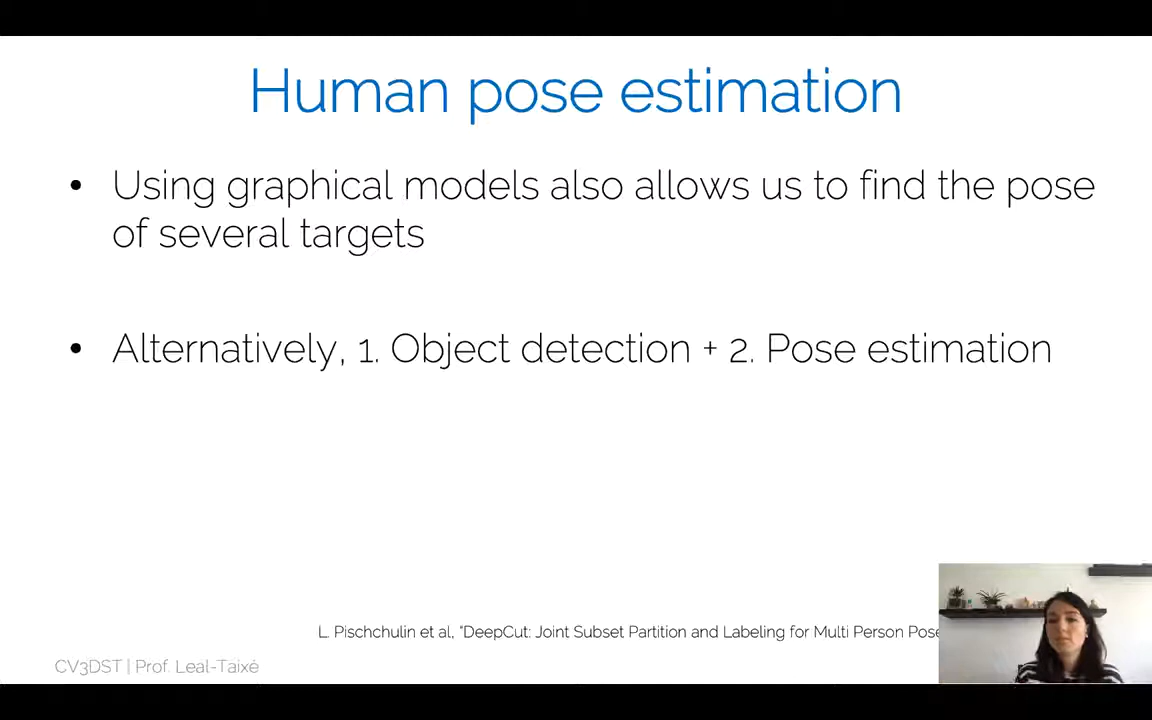 Human pose estimation
• Using graphical models also allows us to find the pose
of several targets
• Alternatively, 1. Object detection + 2. Pose estimation
L. Pischchulin et al, "DeepCut: Joint Subset Partition and Labeling for Multi Person Pose
CV3DST | Prof. Leal-Taixé